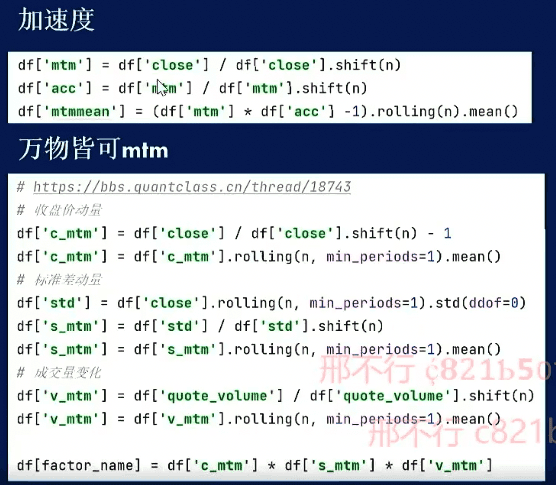 加速度
df['mtm'] = df['close'] / df['close'].shift(n)
df['acc'] = df['mtm'] / df['mtm'].shift(n)
df['mtmmean'] = (df['mtm'] * df['acc'] -1).rolling(n).mean()
万物皆可mtm
# https://bbs.quantclass.cn/thread/18743
# 收盘价动量
df['c_mtm'] = df['close'] / df['close'].shift(n) - 1
df['c_mtm'] = df['c_mtm'].rolling(n, min_periods=1).mean()
# 标准差动量
df['std'] = df['close'].rolling(n, min_periods=1).std(ddof=0)
df['s_mtm'] = df['std'] / df['std'].shift(n)
df['s_mtm'] = df['s_mtm'].rolling(n, min_periods=1).mean()
# 成交量变化
邢不行
df['v_mtm'] = df['quote_volume'] / df['quote_volume'].shift(n)
df['v_mtm'] = df['v_mtm'].rolling(n, min_periods=1).mean()
邢不行 c821b
df[factor_name] = df['c_mtm'] * df['s_mtm'] * df['v_mtm']